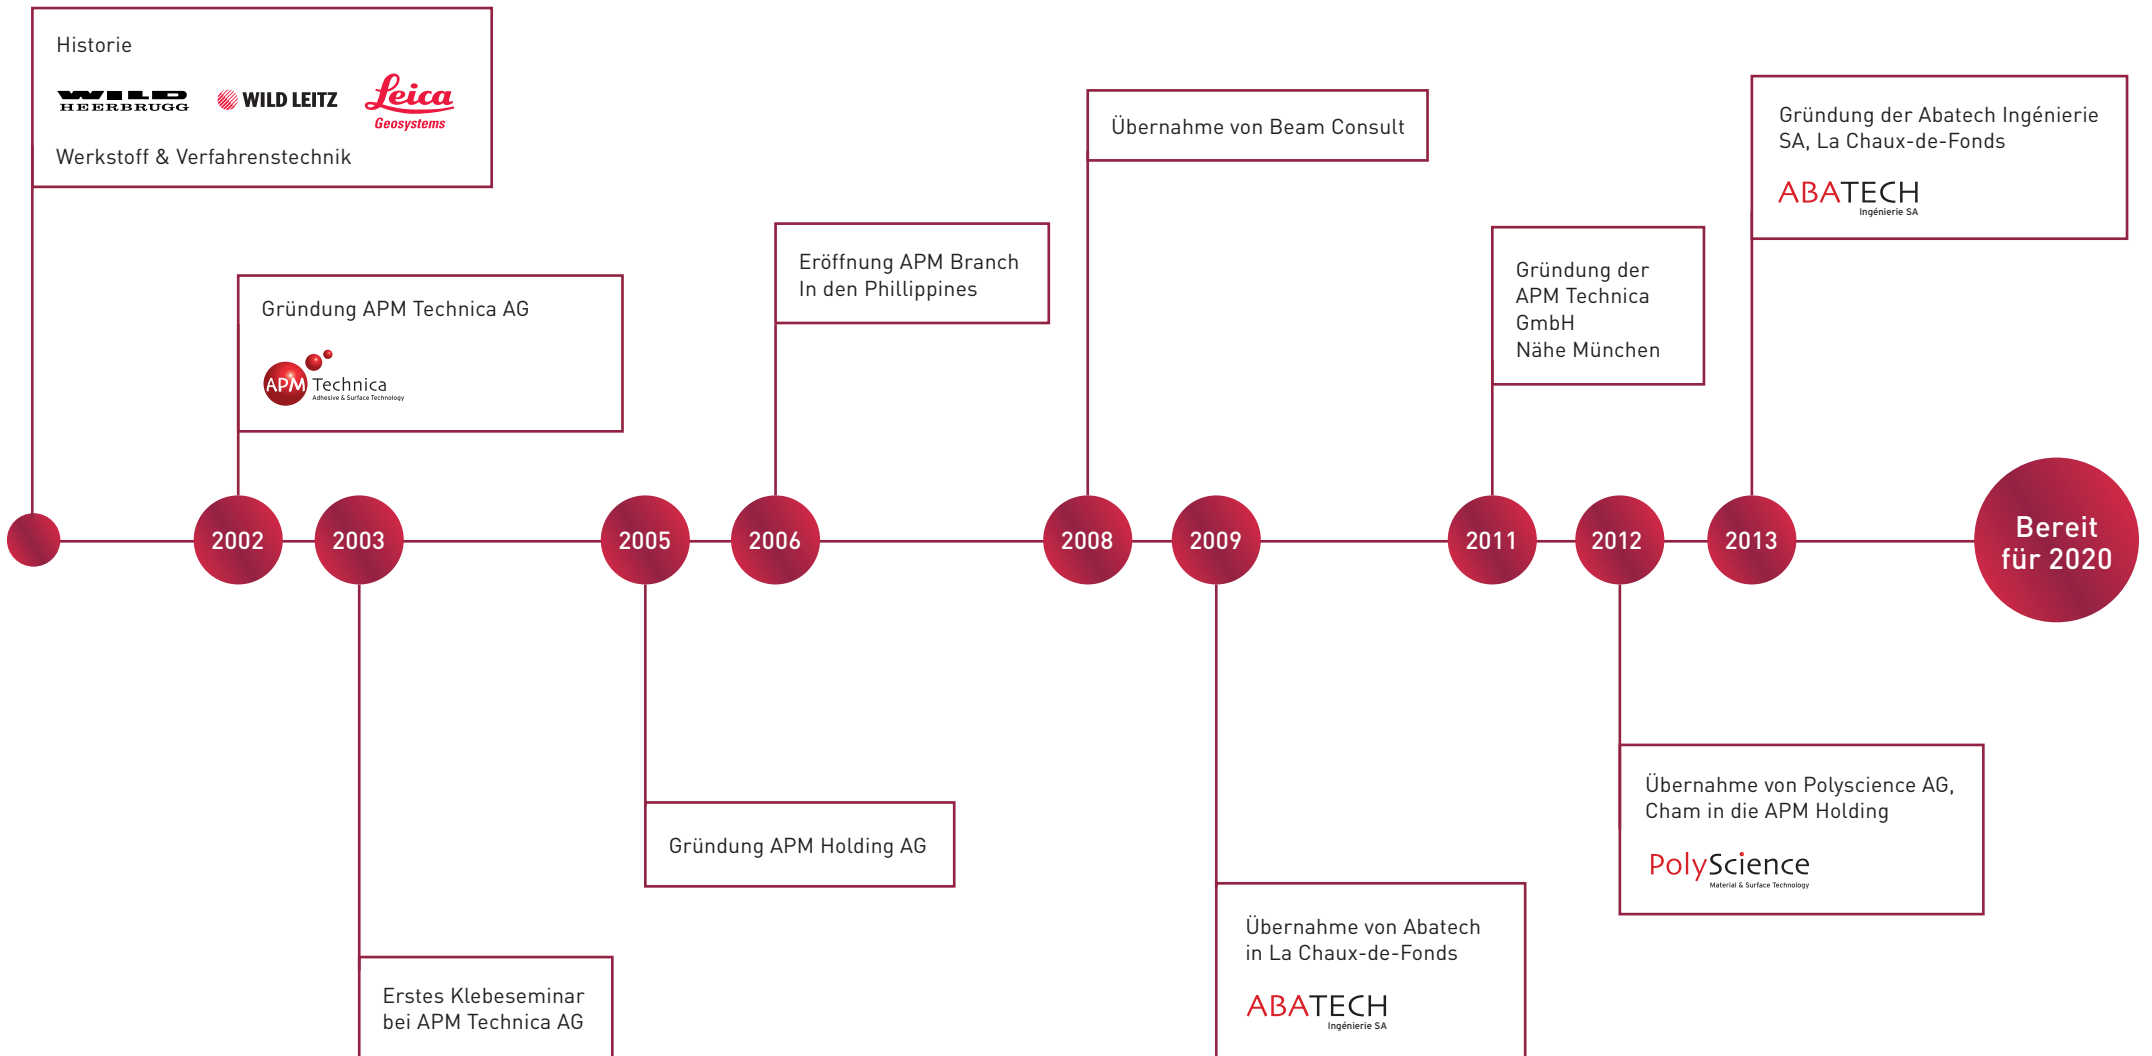 Historie
WILD
HEERBRUGG
WILD LEITZ
Leica
Geosystems
Werkstoff & Verfahrenstechnik
Gründung APM Technica AG
APM Technica
Adhesive & Surface Technology
Eröffnung APM Branch
In den Phillippines
Übernahme von Beam Consult
Gründung der
APM Technica
GmbH
Nähe München
Gründung der Abatech Ingénierie
SA, La Chaux-de-Fonds
ABATECH
Ingénierie SA
2002
2003
2005
2006
2008
2009
2011
2012
2013
Bereit
für 2020
Erstes Klebeseminar
bei APM Technica AG
Gründung APM Holding AG
Übernahme von Abatech
in La Chaux-de-Fonds
ABATECH
Ingénierie SA
Übernahme von Polyscience AG,
Cham in die APM Holding
PolyScience
Material & Surface Technology